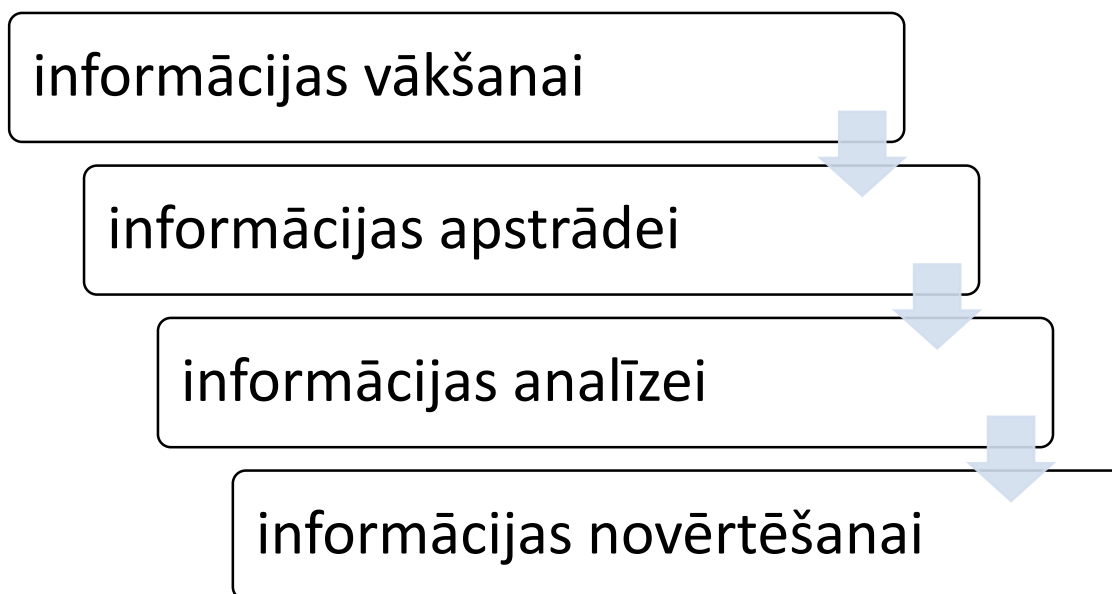 informācijas vākšanai
informācijas apstrādei
informācijas analīzei
informācijas novērtēšanai